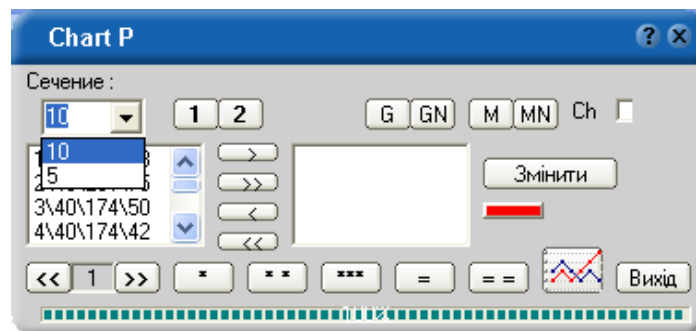 Chart P
?
x
Сечение :
10
1
2
G
GN
M
MN
Ch
10
5
3\40\174\50
4\40\174\42
>
>>
<
<<
Змінити
<<
1
>>
*
* *
***
=
= =
Вихід
100%